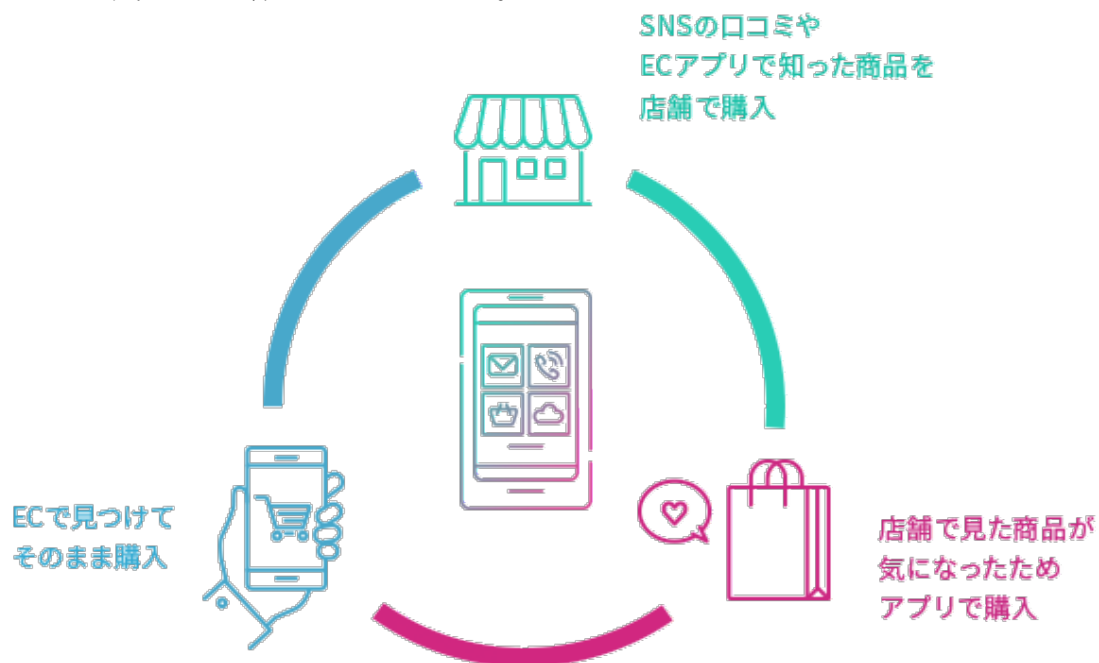 SNSの口コミや
ECアプリで知った商品を
店舗で購入
ECで見つけて
そのまま購入
店舗で見た商品が
気になったため
アプリで購入